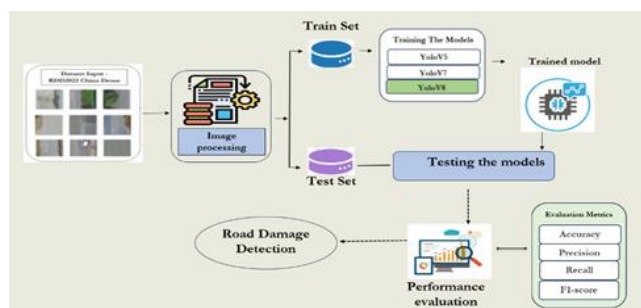 Dataset Input -
RDD2022 China Drone
Image
processing
Train Set
Test Set
Training The Models
YoloV5
YoloV7
YoloV8
Trained model
Testing the models
Road Damage
Detection
Performance
evaluation
Evaluation Metrics
Accuracy
Precision
Recall
F1-score